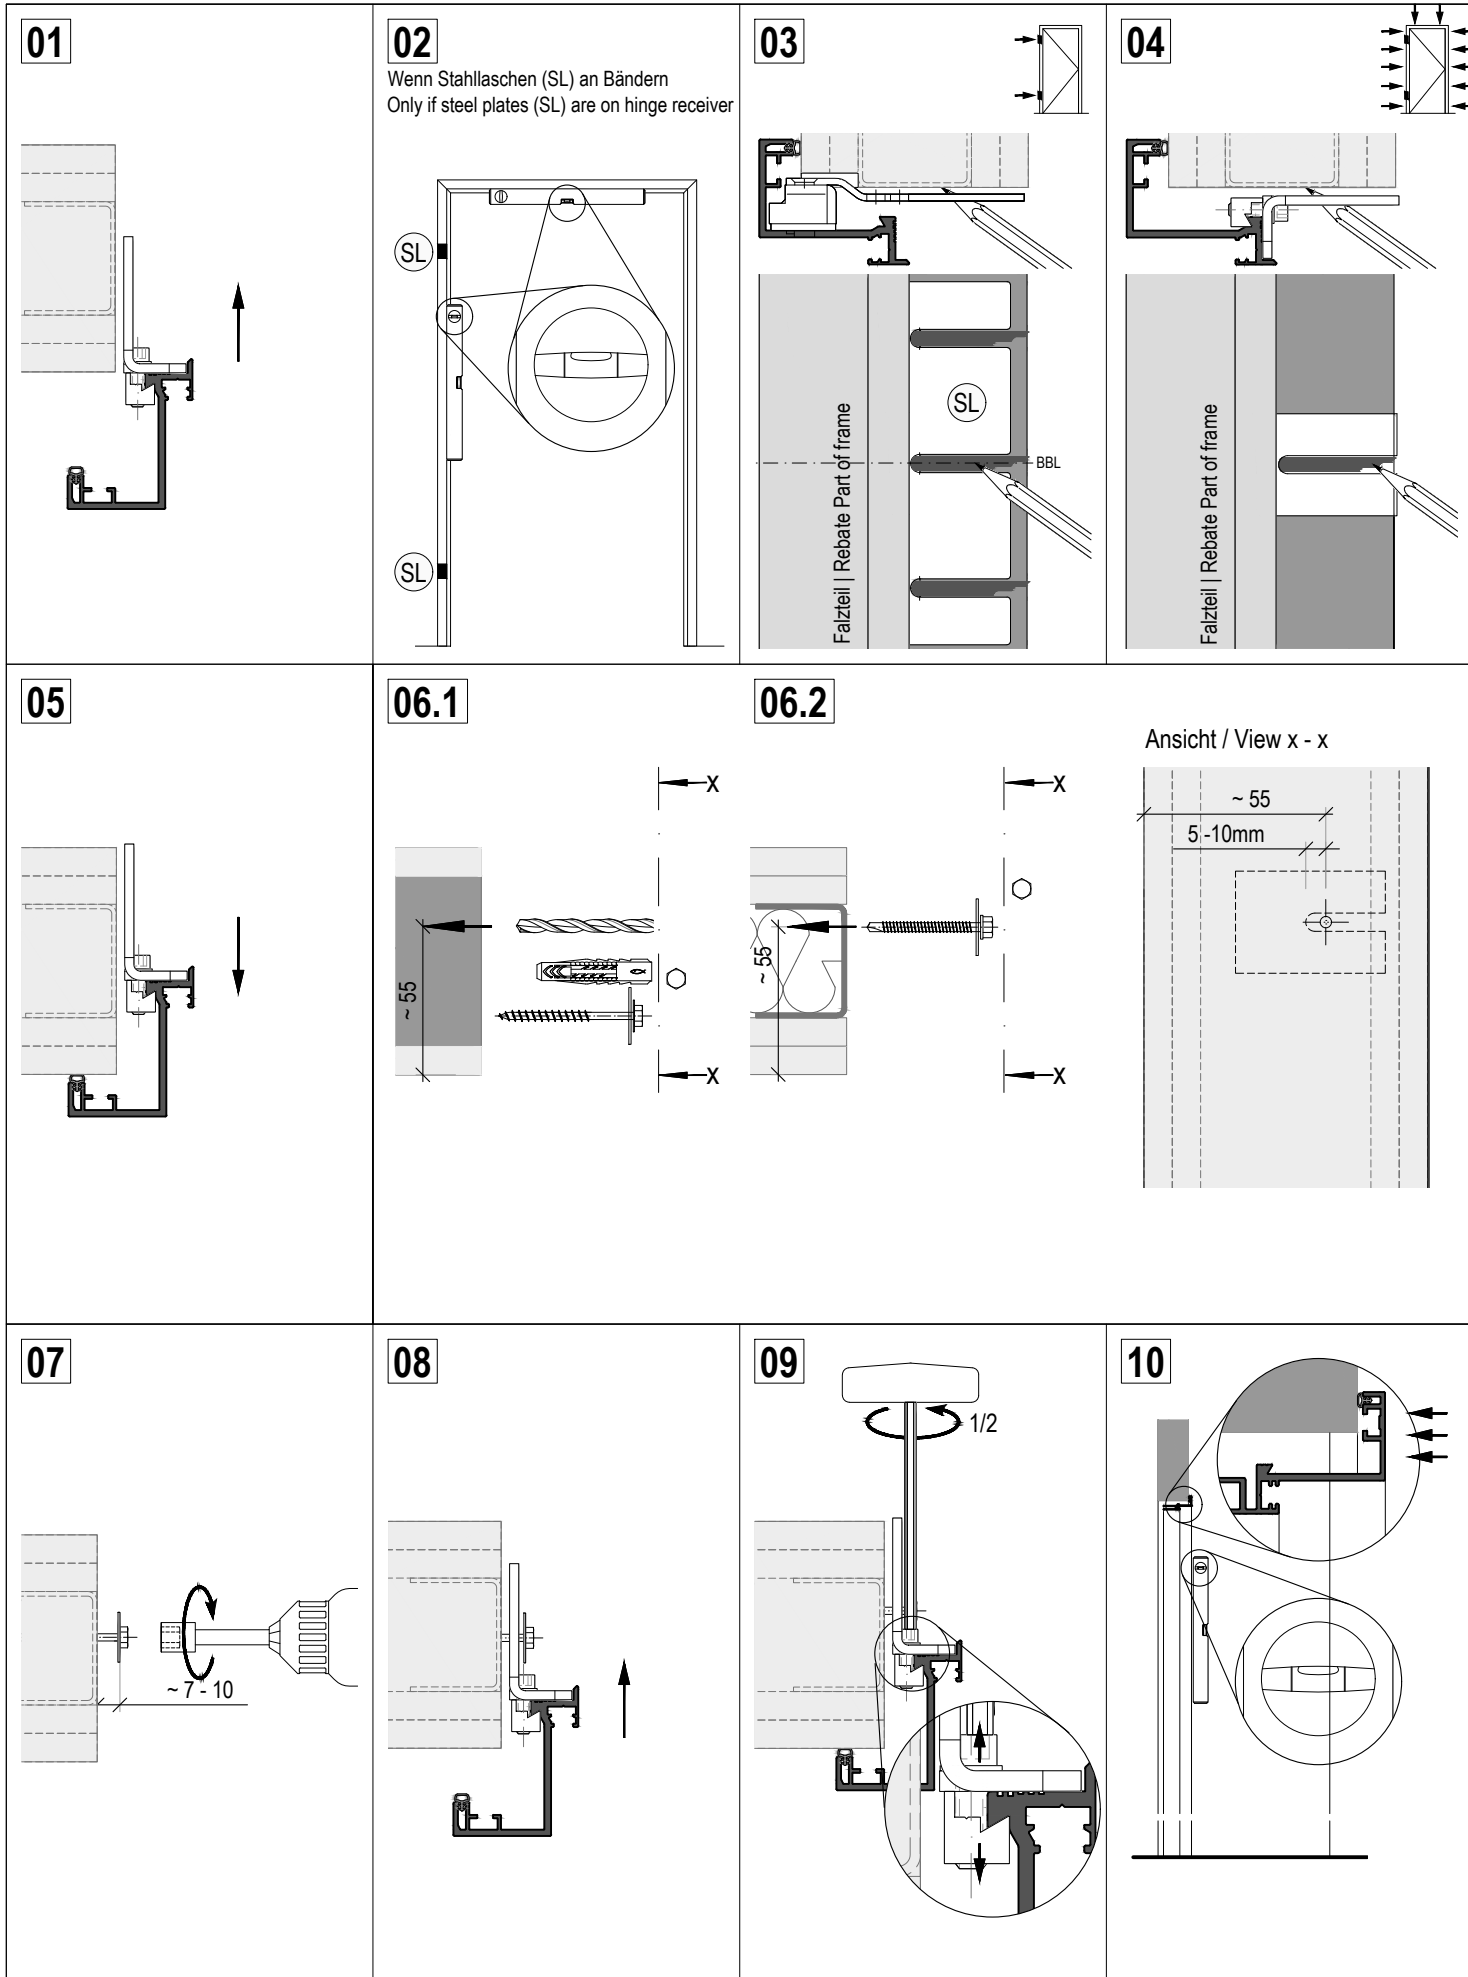 01
02
Wenn Stahllaschen (SL) an Bändern
Only if steel plates (SL) are on hinge receiver
SL
SL
03
Falzteil | Rebate Part of frame
SL
BBL
04
Falzteil | Rebate Part of frame
05
06.1
x
~ 55
x
06.2
x
~ 55
x
Ansicht / View x - x
~ 55
5 -10mm
07
~ 7 - 10
08
09
1/2
10